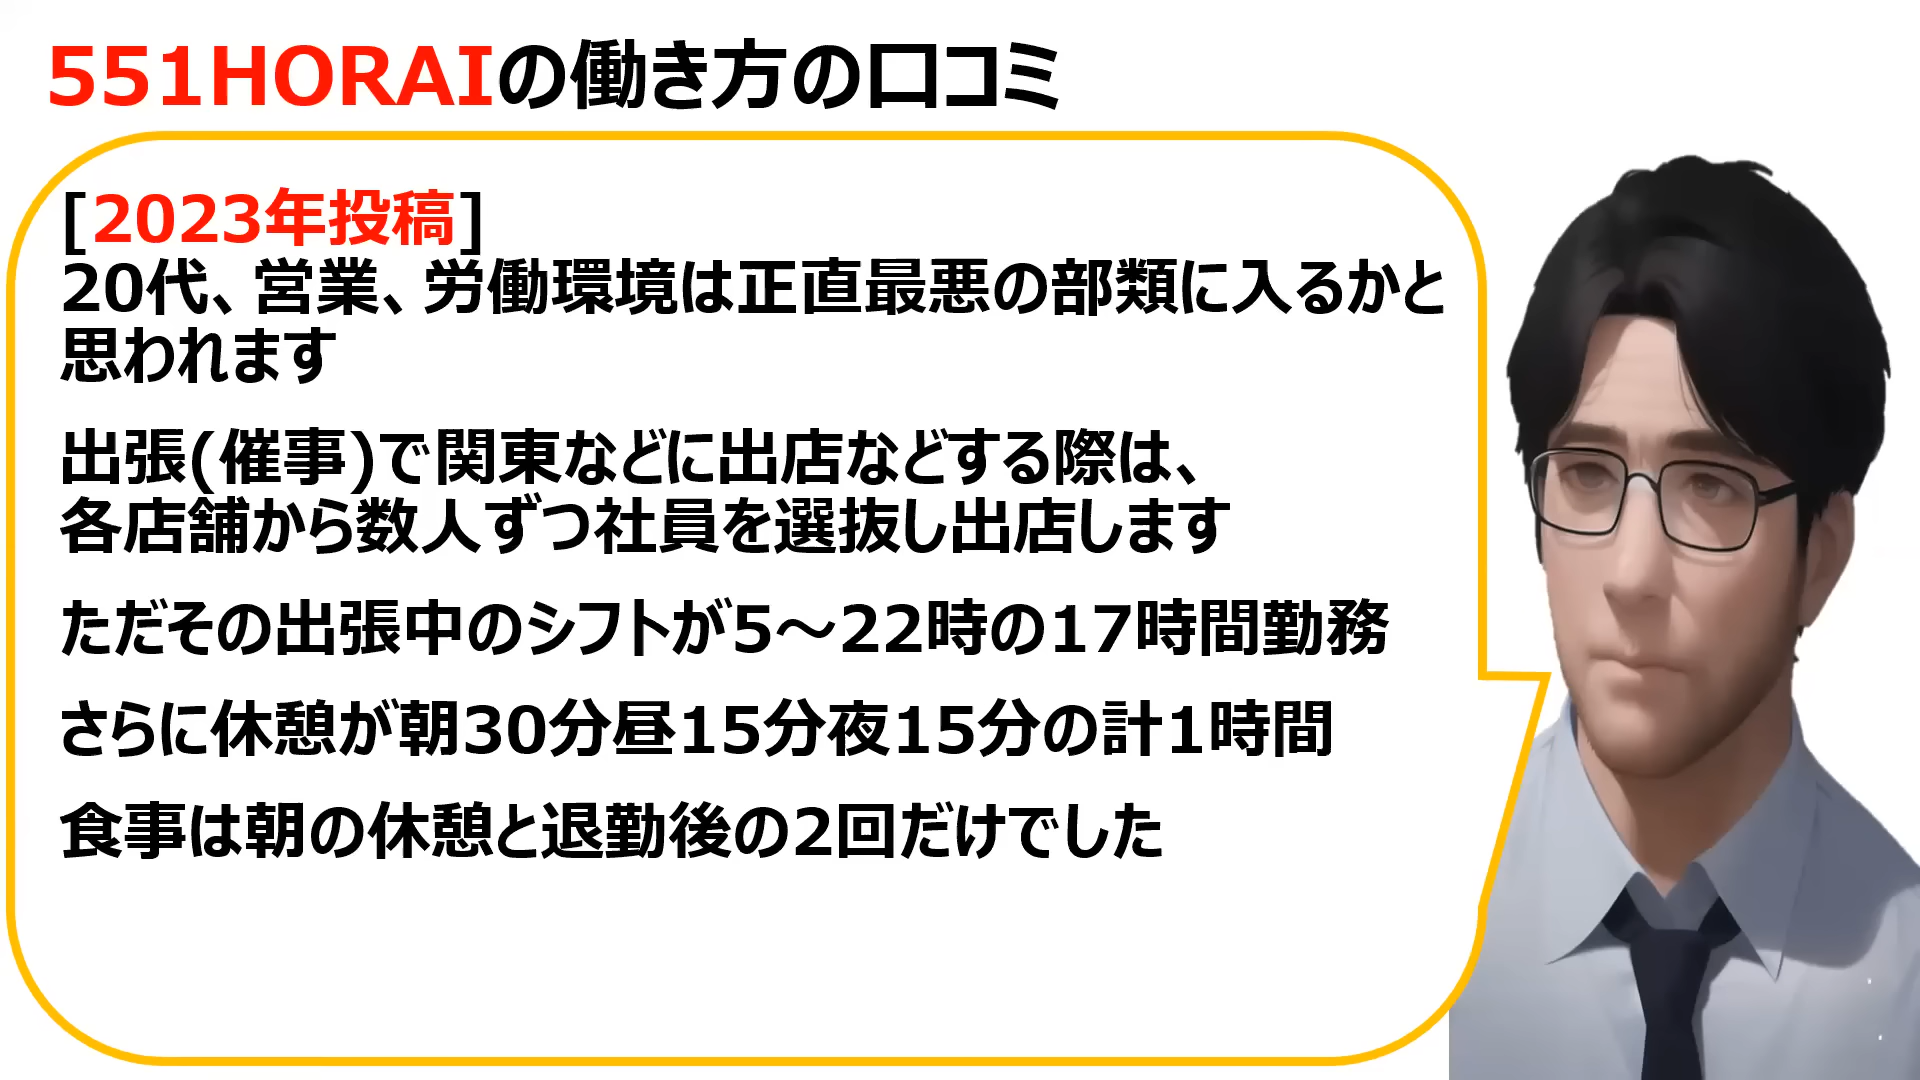 551HORAIの働き方の口コミ
[2023年投稿]
20代、営業、労働環境は正直最悪の部類に入るかと
思われます
出張(催事)で関東などに出店などする際は、
各店舗から数人ずつ社員を選抜し出店します
ただその出張中のシフトが5～22時の17時間勤務
さらに休憩が朝30分昼15分夜15分の計1時間
食事は朝の休憩と退勤後の2回だけでした